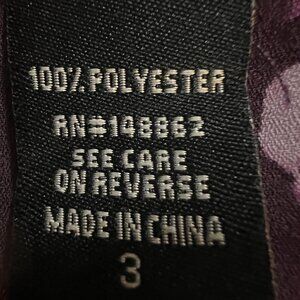 100% POLYESTER
RN#148862
SEE CARE
ON REVERSE
MADE IN CHINA
3